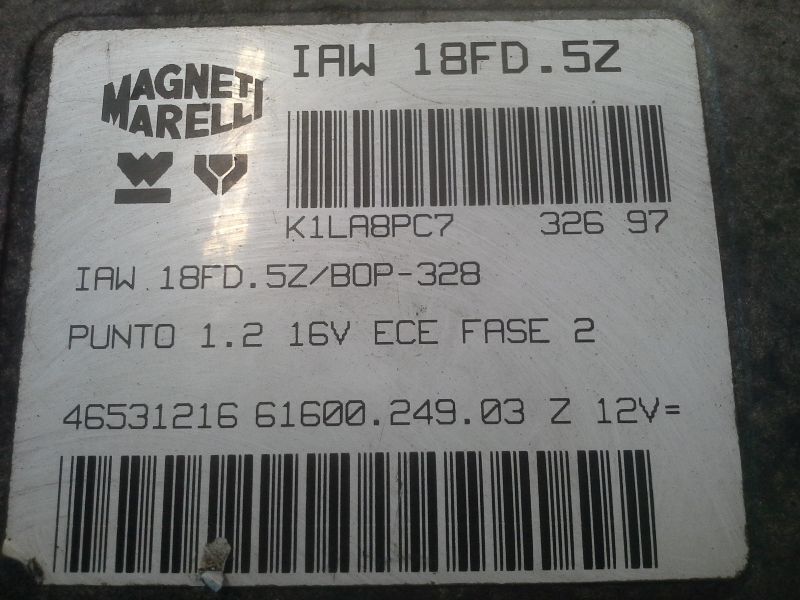 IAW 18FD.5Z
MAGNETI
MARELLI
K1LA8PC7 326 97
IAW 18FD.5Z/BOP-328
PUNTO 1.2 16V ECE FASE 2
46531216 61600.249.03 Z 12V=